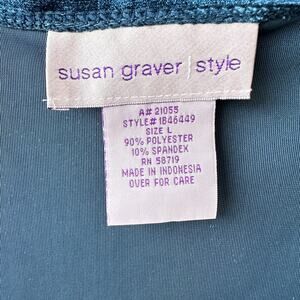 susan graver | style
A# 21055
STYLE# 1846449
SIZE L
90% POLYESTER
10% SPANDEX
RN 58719
MADE IN INDONESIA
OVER FOR CARE